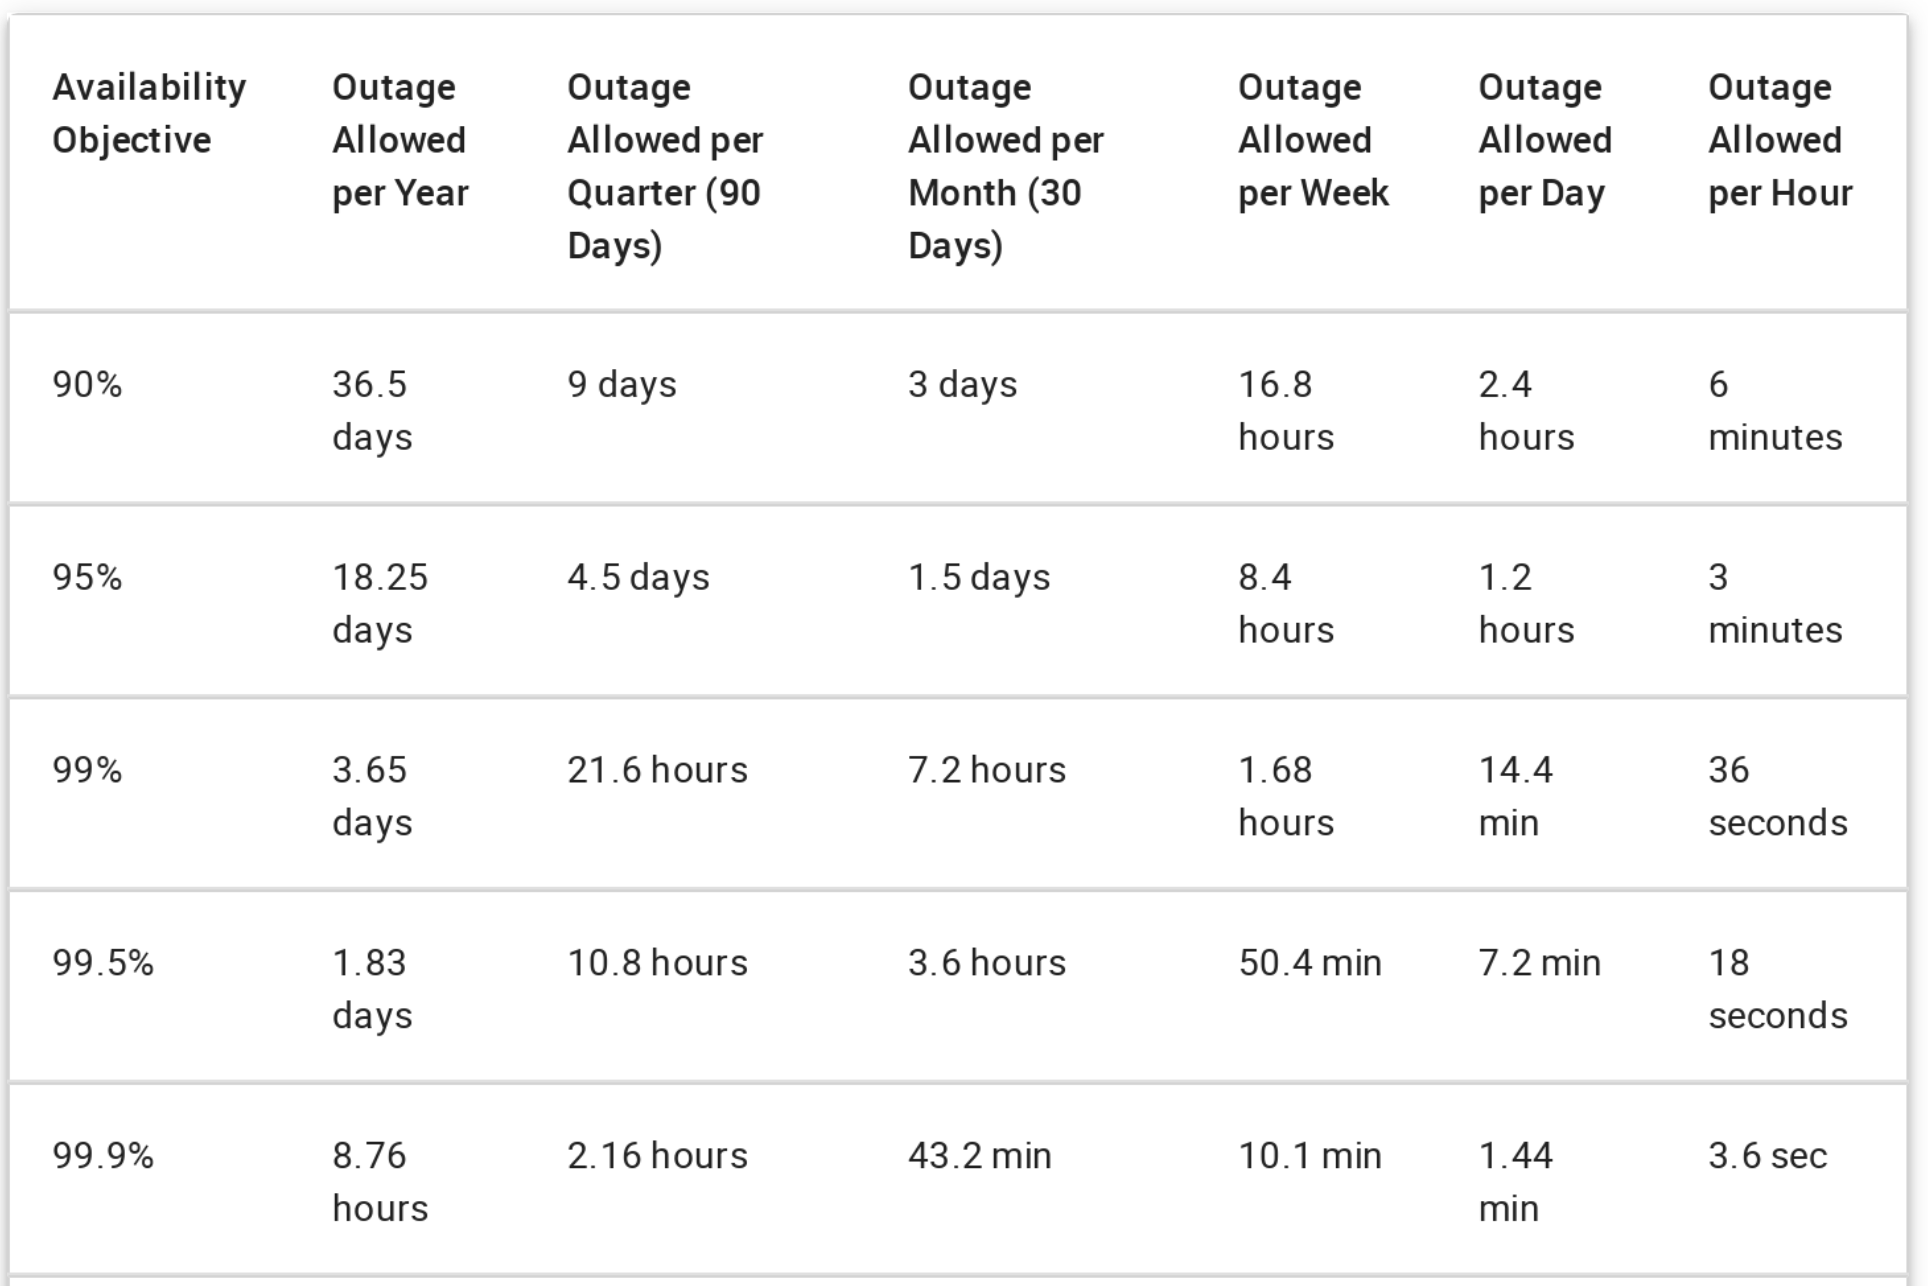 Availability Objective | Outage Allowed per Year | Outage Allowed per Quarter (90 Days) | Outage Allowed per Month (30 Days) | Outage Allowed per Week | Outage Allowed per Day | Outage Allowed per Hour
90% | 36.5 days | 9 days | 3 days | 16.8 hours | 2.4 hours | 6 minutes
95% | 18.25 days | 4.5 days | 1.5 days | 8.4 hours | 1.2 hours | 3 minutes
99% | 3.65 days | 21.6 hours | 7.2 hours | 1.68 hours | 14.4 min | 36 seconds
99.5% | 1.83 days | 10.8 hours | 3.6 hours | 50.4 min | 7.2 min | 18 seconds
99.9% | 8.76 hours | 2.16 hours | 43.2 min | 10.1 min | 1.44 min | 3.6 sec